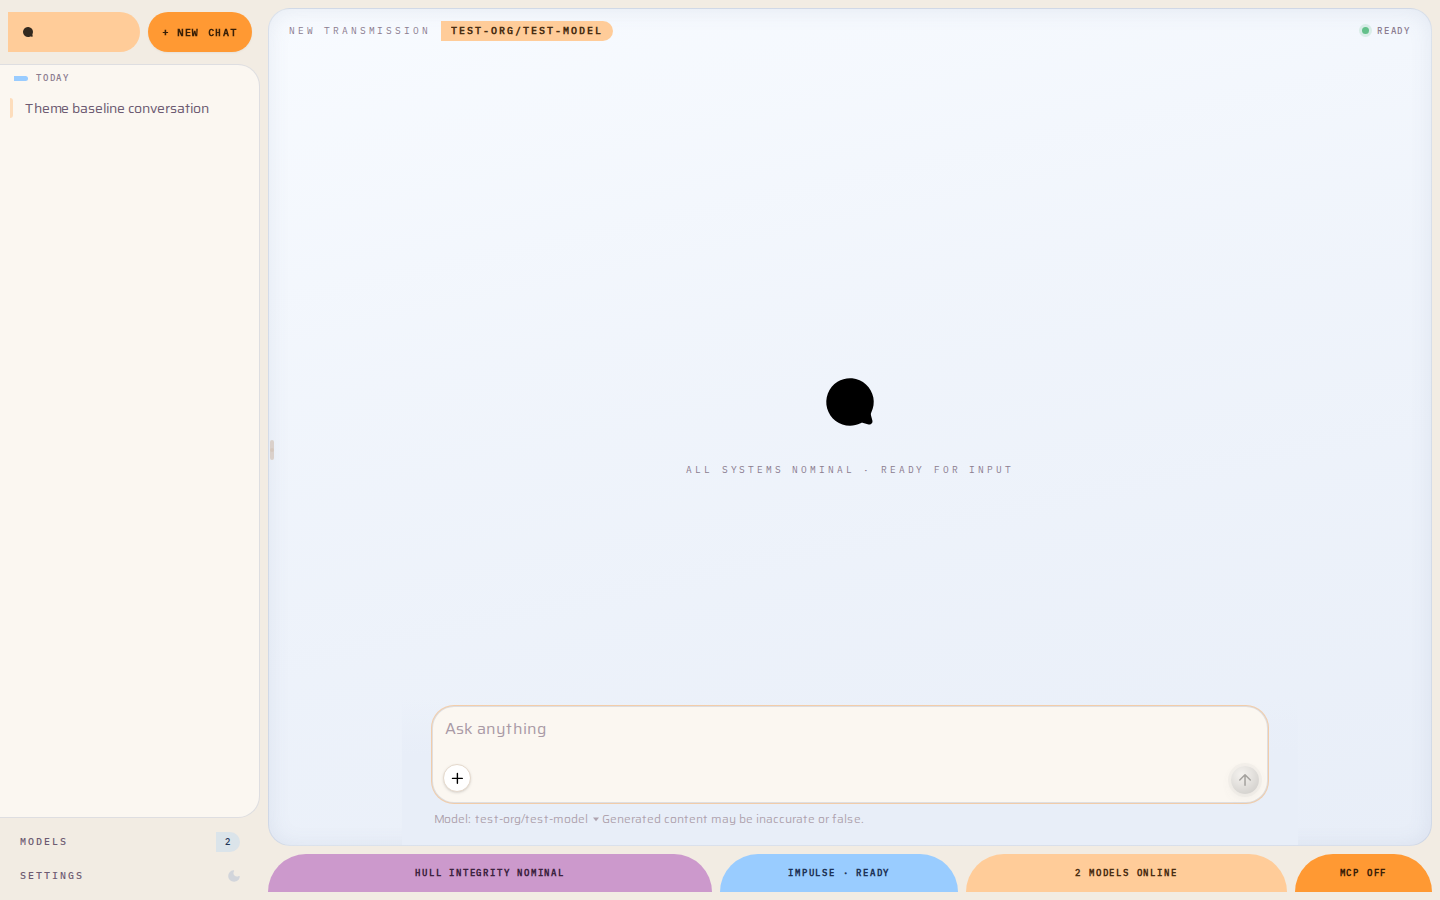 + NEW CHAT
TODAY
Theme baseline conversation
MODELS
2
SETTINGS
NEW TRANSMISSION TEST-ORG/TEST-MODEL
READY
ALL SYSTEMS NOMINAL · READY FOR INPUT
Ask anything
Model: test-org/test-model ▾ Generated content may be inaccurate or false.
HULL INTEGRITY NOMINAL
IMPULSE · READY
2 MODELS ONLINE
MCP OFF